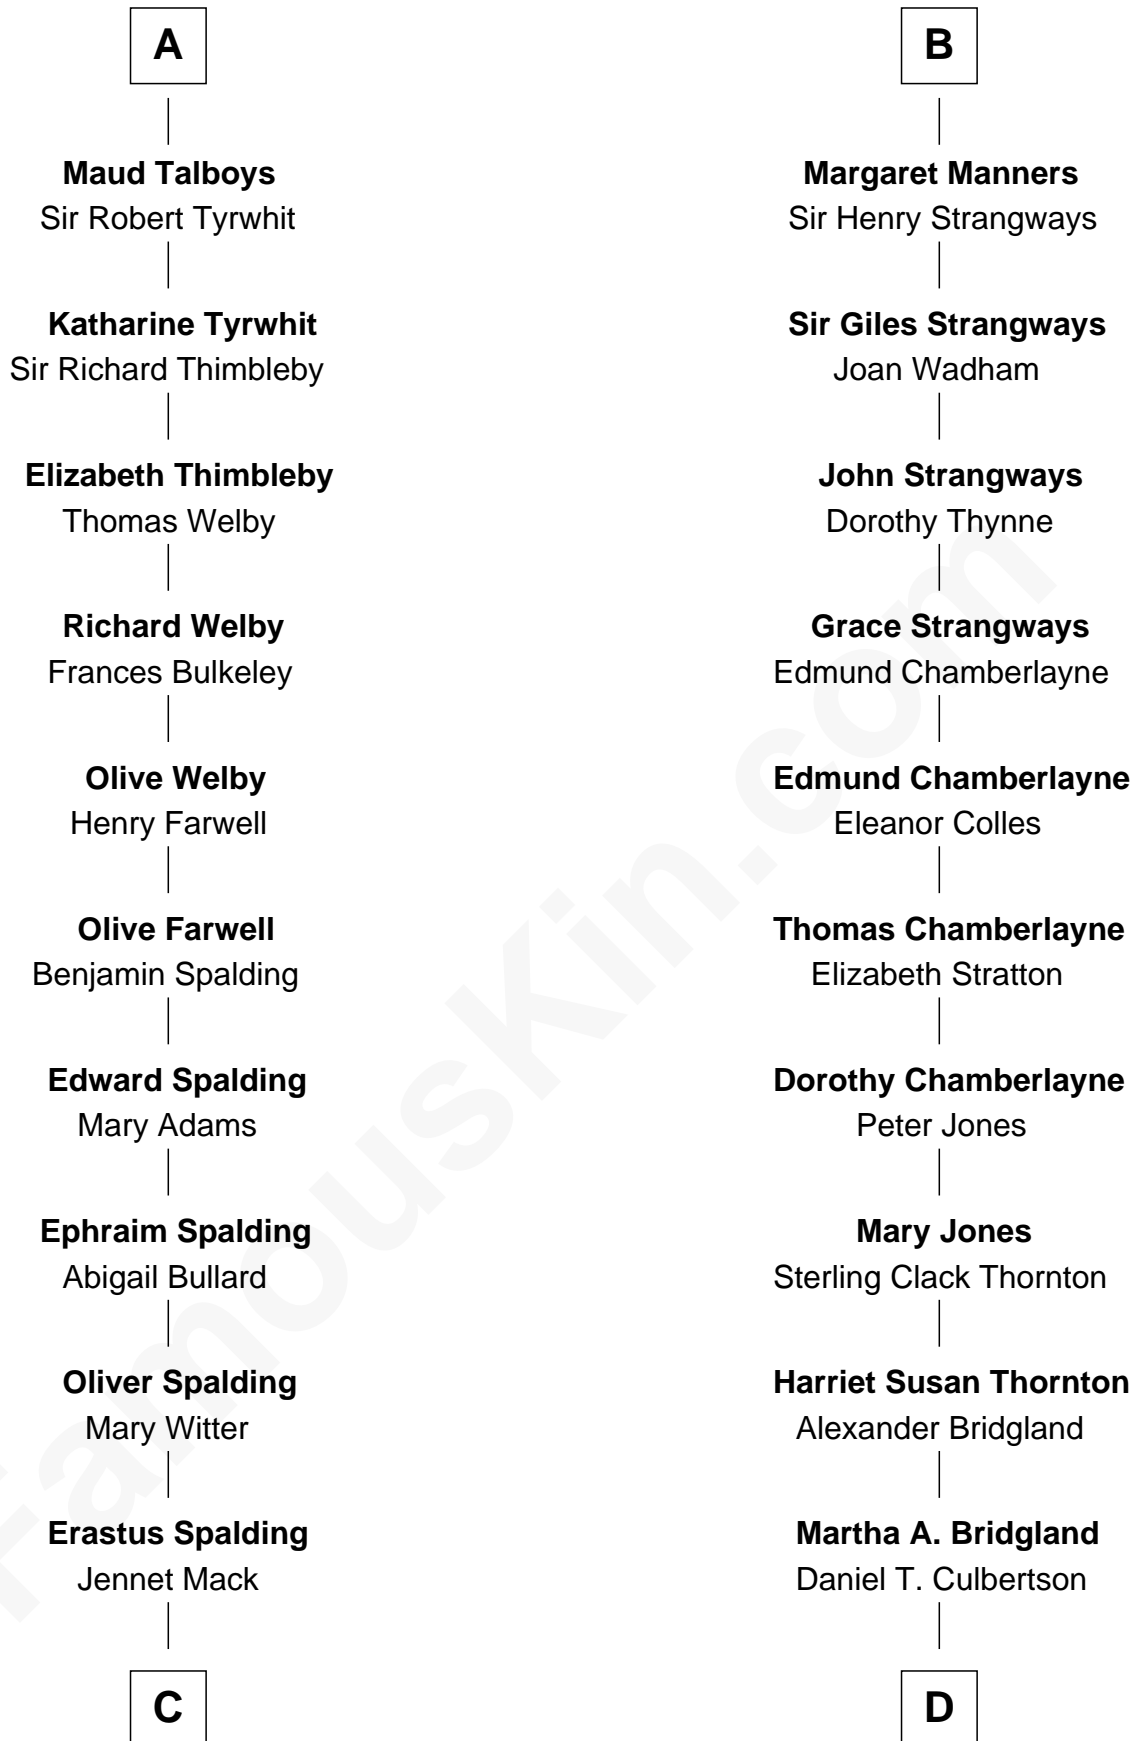 A
Maud Talboys
Sir Robert Tyrwhit
Katharine Tyrwhit
Sir Richard Thimbleby
Elizabeth Thimbleby
Thomas Welby
Richard Welby
Frances Bulkeley
Olive Welby
Henry Farwell
Olive Farwell
Benjamin Spalding
Edward Spalding
Mary Adams
Ephraim Spalding
Abigail Bullard
Oliver Spalding
Mary Witter
Erastus Spalding
Jennet Mack
C
B
Margaret Manners
Sir Henry Strangways
Sir Giles Strangways
Joan Wadham
John Strangways
Dorothy Thynne
Grace Strangways
Edmund Chamberlayne
Edmund Chamberlayne
Eleanor Colles
Thomas Chamberlayne
Elizabeth Stratton
Dorothy Chamberlayne
Peter Jones
Mary Jones
Sterling Clack Thornton
Harriet Susan Thornton
Alexander Bridgland
Martha A. Bridgland
Daniel T. Culbertson
D
FamousKin.com